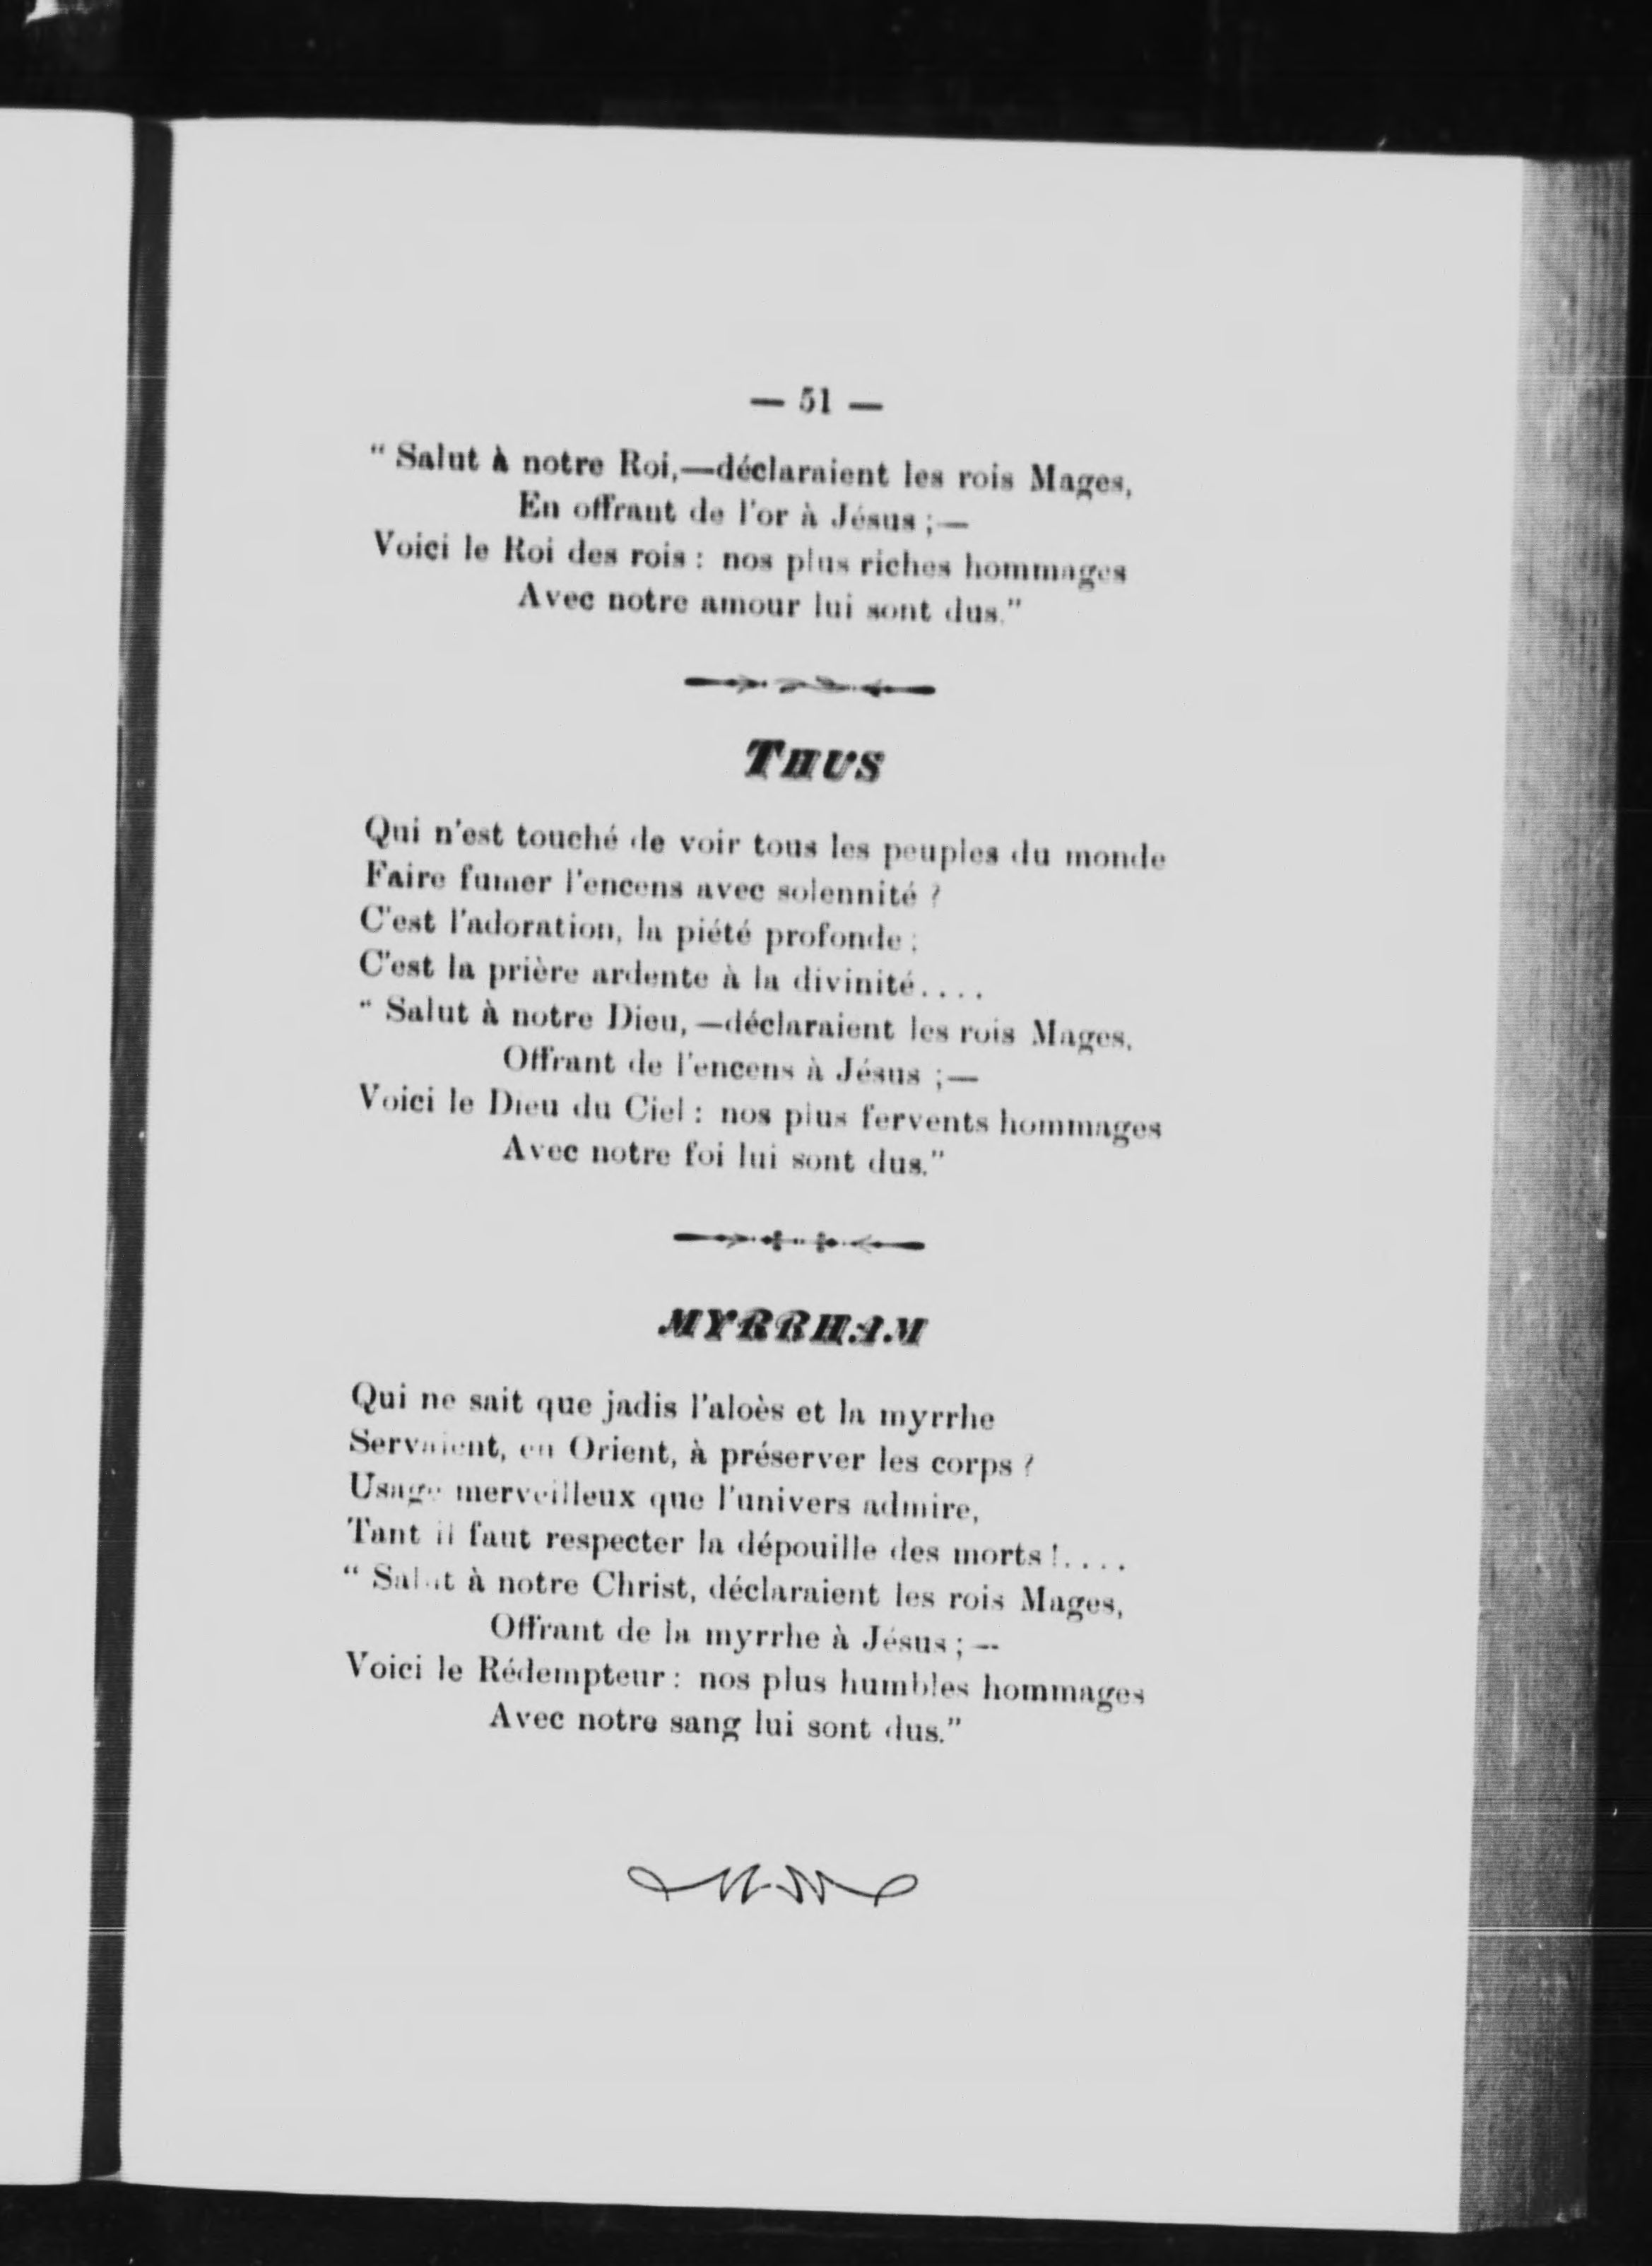 — 51 —
“ Salut à notre Roi,—déclaraient les rois Mages,
En offrant de l'or à Jésus ;—
Voici le Roi des rois : nos plus riches hommages
Avec notre amour lui sont dus.”
THUS
Qui n'est touché de voir tous les peuples du monde
Faire fumer l'encens avec solennité ?
C'est l'adoration, la piété profonde ;
C'est la prière ardente à la divinité....
“ Salut à notre Dieu, —déclaraient les rois Mages,
Offrant de l'encens à Jésus ;—
Voici le Dieu du Ciel : nos plus fervents hommages
Avec notre foi lui sont dus.”
MYRRHAM
Qui ne sait que jadis l'aloès et la myrrhe
Servaient, en Orient, à préserver les corps ?
Usage merveilleux que l'univers admire,
Tant il faut respecter la dépouille des morts !....
“ Salut à notre Christ, déclaraient les rois Mages,
Offrant de la myrrhe à Jésus ; —
Voici le Rédempteur : nos plus humbles hommages
Avec notre sang lui sont dus.”